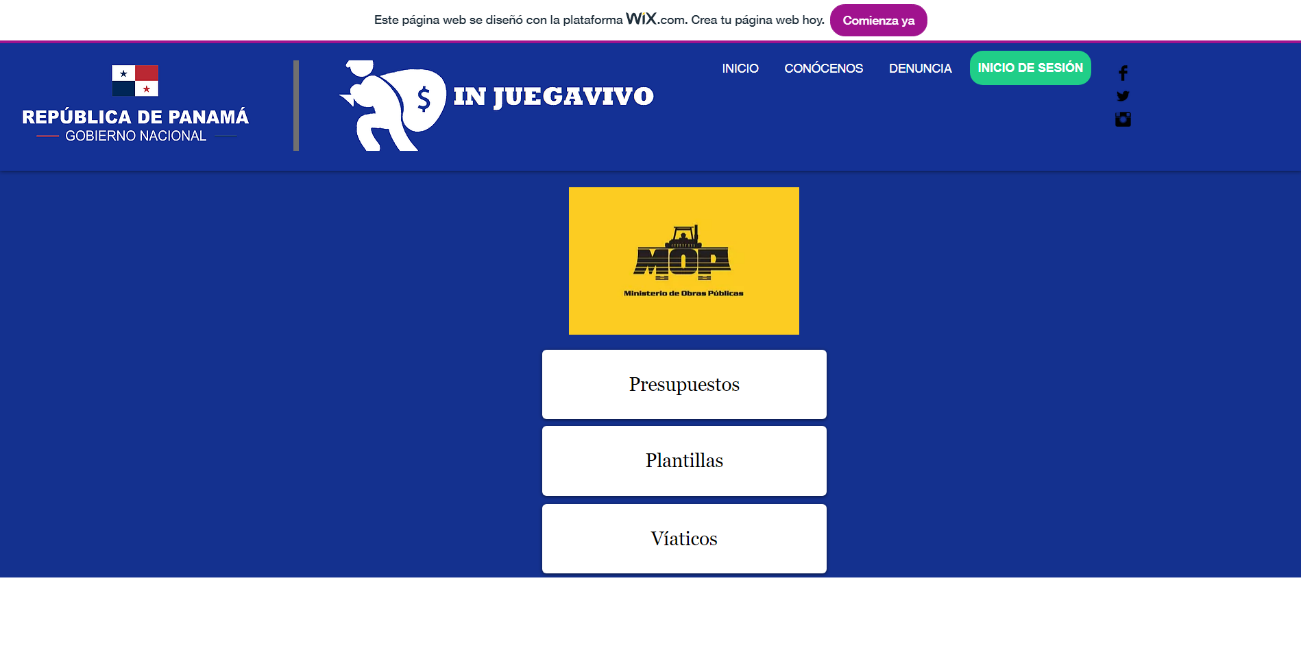 Este página web se diseñó con la plataforma WiX.com. Crea tu página web hoy. Comienza ya
INICIO CONÓCENOS DENUNCIA INICIO DE SESIÓN
REPÚBLICA DE PANAMÁ
GOBIERNO NACIONAL
$ IN JUEGAVIVO
MOP
Ministerio de Obras Públicas
Presupuestos
Plantillas
Víaticos